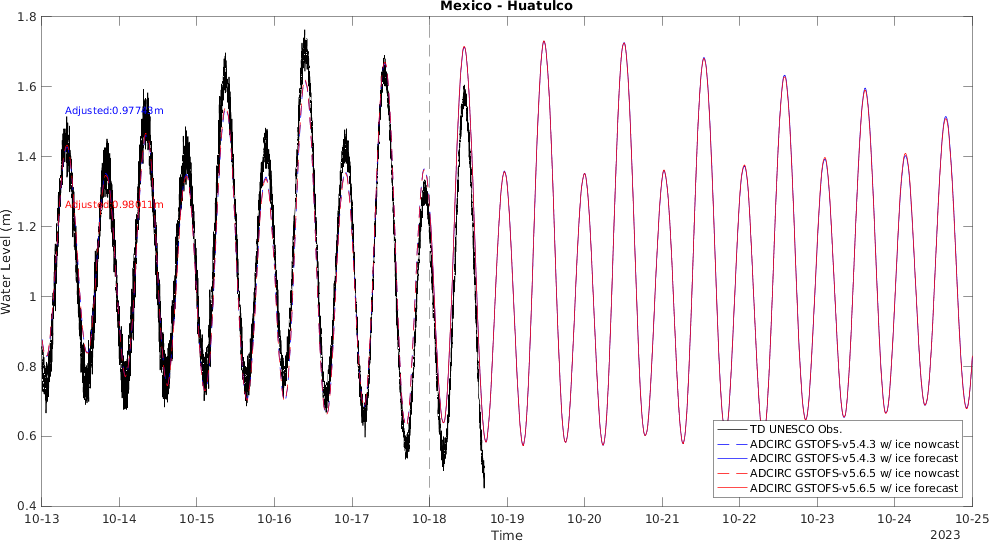 Mexico - Huatulco
1.8
1.6
1.4
1.2
1
0.8
0.6
0.4
Water Level (m)
Adjusted:0.97763m
Adjusted:0.98011m
TD UNESCO Obs.
ADCIRC GSTOFS-v5.4.3 w/ ice nowcast
ADCIRC GSTOFS-v5.4.3 w/ ice forecast
ADCIRC GSTOFS-v5.6.5 w/ ice nowcast
ADCIRC GSTOFS-v5.6.5 w/ ice forecast
10-13 10-14 10-15 10-16 10-17 10-18 10-19 10-20 10-21 10-22 10-23 10-24 10-25
Time
2023